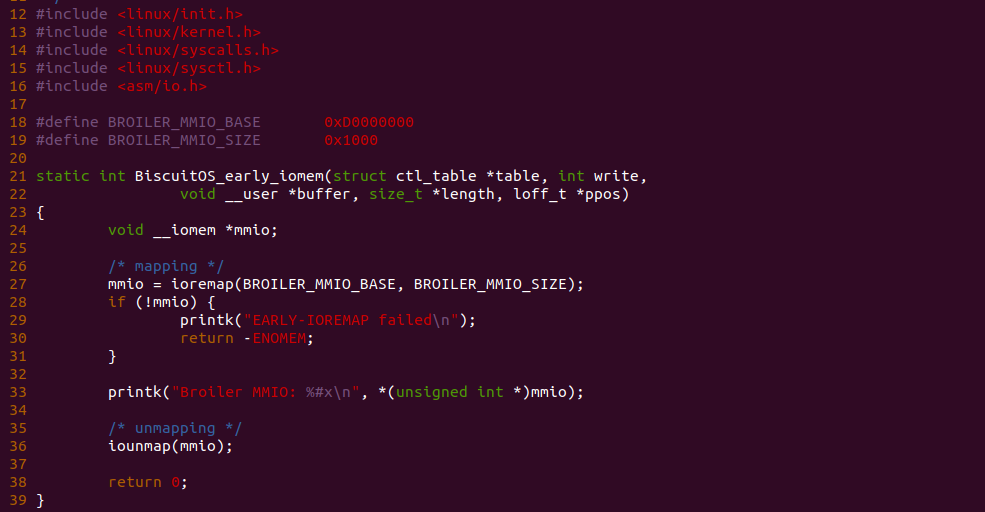 12 #include <linux/init.h>
13 #include <linux/kernel.h>
14 #include <linux/syscalls.h>
15 #include <linux/sysctl.h>
16 #include <asm/io.h>
17
18 #define BROILER_MMIO_BASE       0xD0000000
19 #define BROILER_MMIO_SIZE       0x1000
20
21 static int BiscuitOS_early_iomem(struct ctl_table *table, int write,
22                 void __user *buffer, size_t *length, loff_t *ppos)
23 {
24         void __iomem *mmio;
25
26         /* mapping */
27         mmio = ioremap(BROILER_MMIO_BASE, BROILER_MMIO_SIZE);
28         if (!mmio) {
29                 printk("EARLY-IOREMAP failed\n");
30                 return -ENOMEM;
31         }
32
33         printk("Broiler MMIO: %#x\n", *(unsigned int *)mmio);
34
35         /* unmapping */
36         iounmap(mmio);
37
38         return 0;
39 }